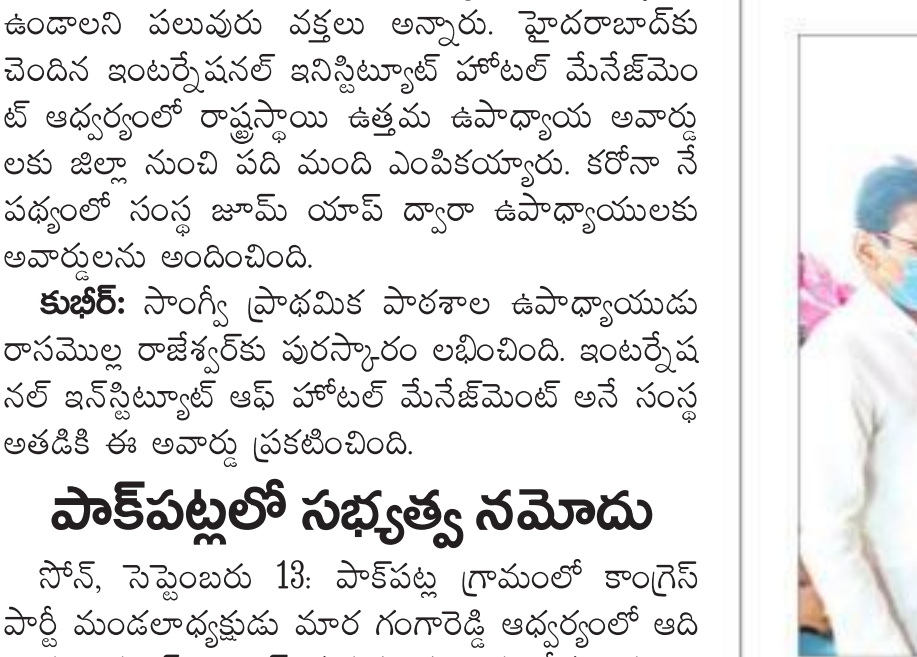 ఉండాలని పలువురు వక్తలు అన్నారు. హైదరాబాద్‌కు
చెందిన ఇంటర్నేషనల్ ఇనిస్టిట్యూట్ హోటల్ మేనేజ్‌మెం
ట్ ఆధ్వర్యంలో రాష్ట్రస్థాయి ఉత్తమ ఉపాధ్యాయ అవార్డు
లకు జిల్లా నుంచి పది మంది ఎంపికయ్యారు. కరోనా నే
పథ్యంలో సంస్థ జూమ్ యాప్ ద్వారా ఉపాధ్యాయులకు
అవార్డులను అందించింది.
కుభీర్: సాంగ్వీ ప్రాథమిక పాఠశాల ఉపాధ్యాయుడు
రాసమొల్ల రాజేశ్వర్‌కు పురస్కారం లభించింది. ఇంటర్నేష
నల్ ఇన్‌స్టిట్యూట్ ఆఫ్ హోటల్ మేనేజ్‌మెంట్ అనే సంస్థ
అతడికి ఈ అవార్డు ప్రకటించింది.
పాక్‌పట్లలో సభ్యత్వ నమోదు
సోన్, సెప్టెంబరు 13: పాక్‌పట్ల గ్రామంలో కాంగ్రెస్
పార్టీ మండలాధ్యక్షుడు మార గంగారెడ్డి ఆధ్వర్యంలో ఆది